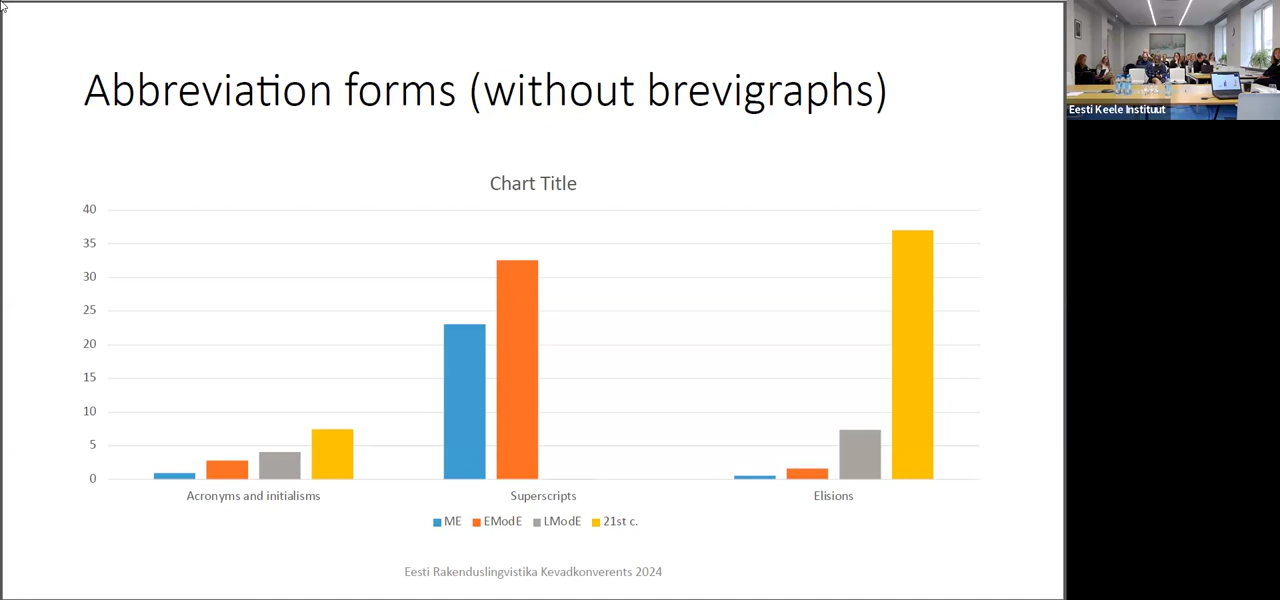 Abbreviation forms (without brevigraphs)
Chart Title
40
35
30
25
20
15
10
5
0
Acronyms and initialisms Superscripts Elisions
ME EModE LModE 21st c.
Eesti Rakenduslingvistika Kevadkonverents 2024
Eesti Keele Instituut